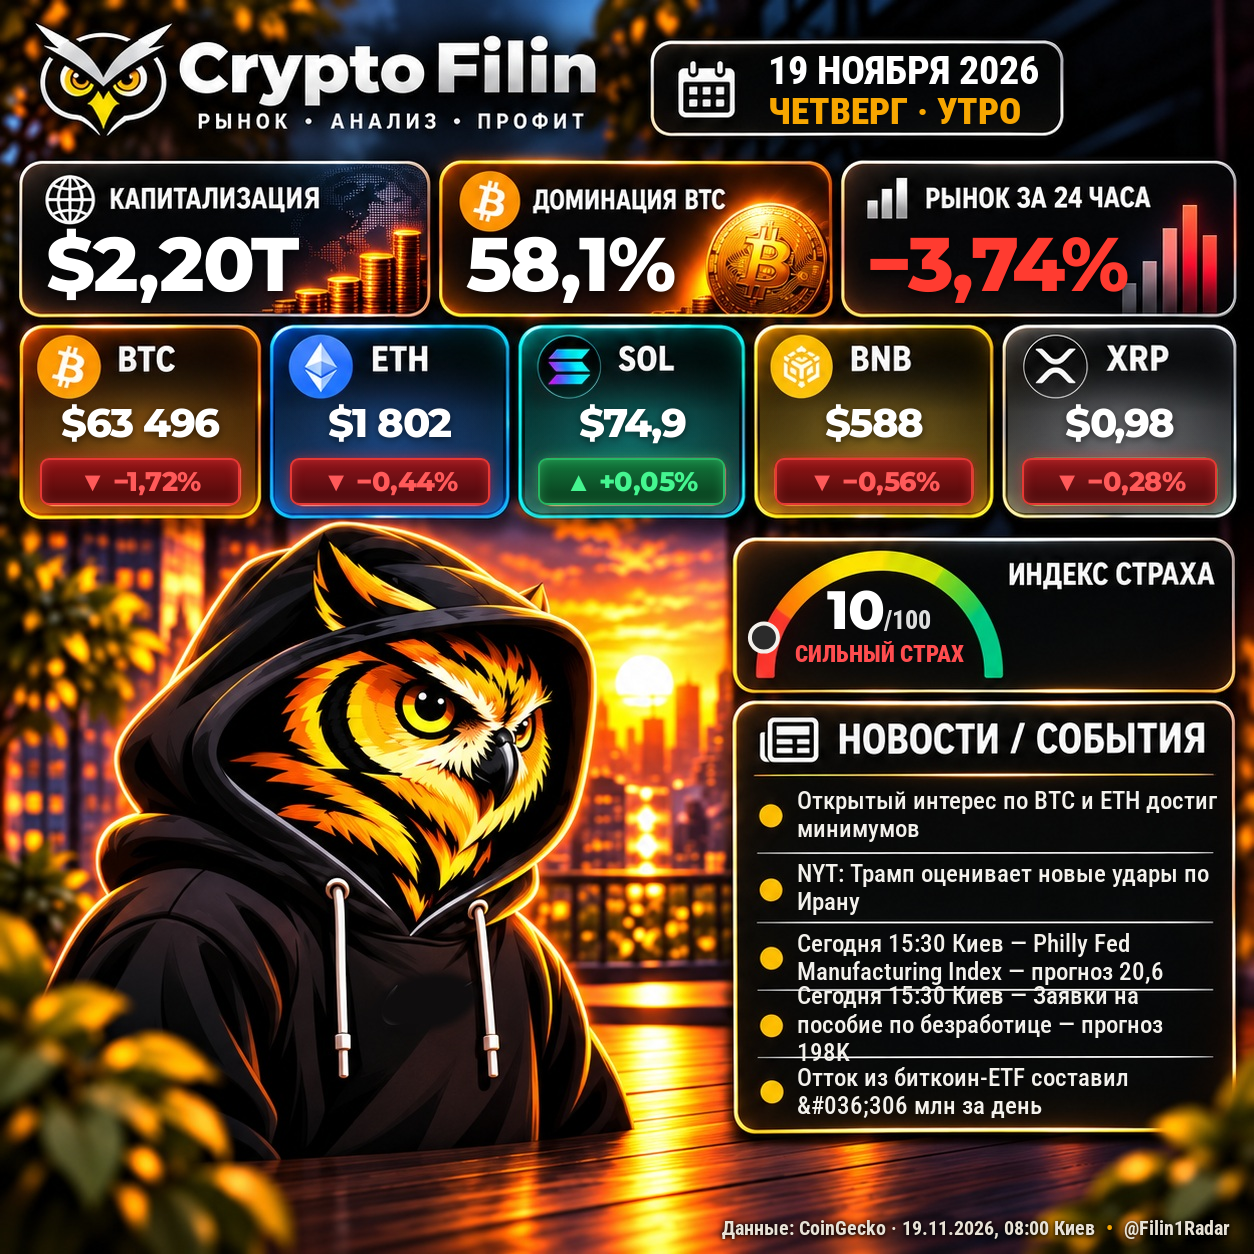 Crypto Filin
РЫНОК • АНАЛИЗ • ПРОФИТ
19 НОЯБРЯ 2026
ЧЕТВЕРГ · УТРО
КАПИТАЛИЗАЦИЯ
$2,20T
ДОМИНАЦИЯ BTC
58,1%
РЫНОК ЗА 24 ЧАСА
−3,74%
BTC
$63 496
▼ −1,72%
ETH
$1 802
▼ −0,44%
SOL
$74,9
▲ +0,05%
BNB
$588
▼ −0,56%
XRP
$0,98
▼ −0,28%
ИНДЕКС СТРАХА
10/100
СИЛЬНЫЙ СТРАХ
НОВОСТИ / СОБЫТИЯ
Открытый интерес по BTC и ETH достиг
минимумов
NYT: Трамп оценивает новые удары по
Ирану
Сегодня 15:30 Киев — Philly Fed
Manufacturing Index — прогноз 20,6
Сегодня 15:30 Киев — Заявки на
пособие по безработице — прогноз
198K
Отток из биткоин-ETF составил
&#036;306 млн за день
Данные: CoinGecko · 19.11.2026, 08:00 Киев • @Filin1Radar